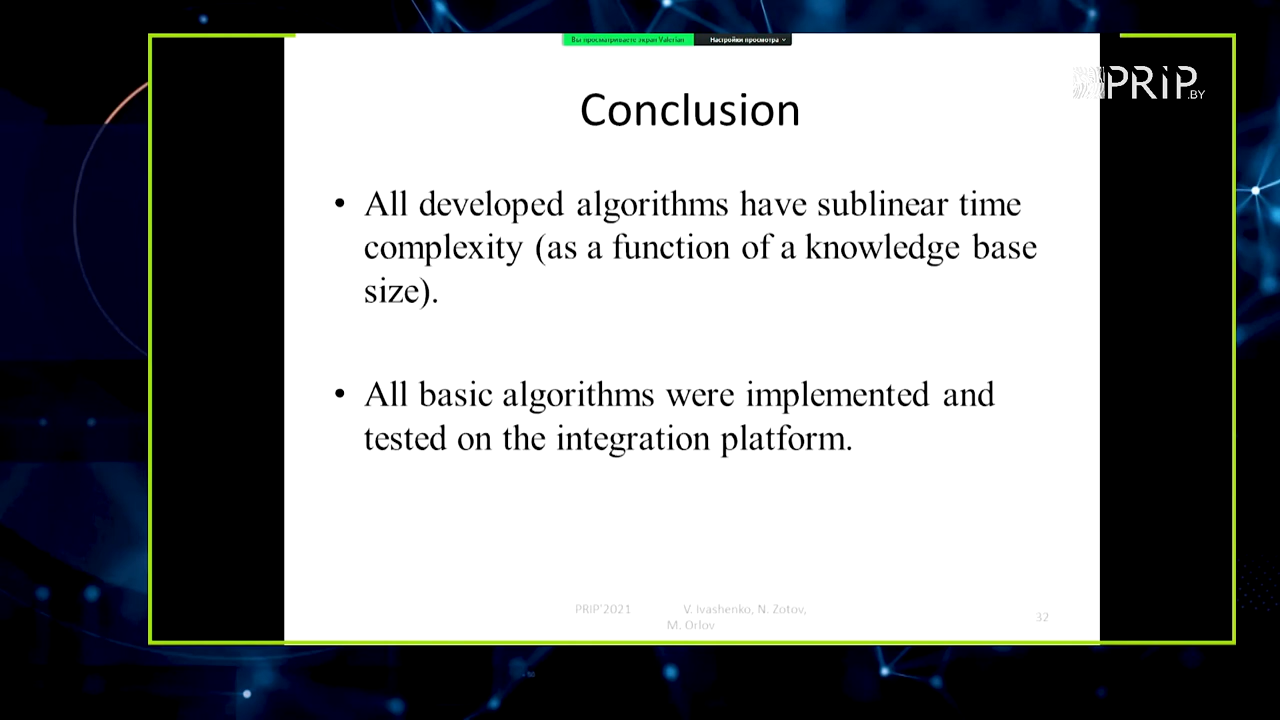 Вы просматриваете экран Valerian Настройки просмотра
PRIP.BY
Conclusion
• All developed algorithms have sublinear time
complexity (as a function of a knowledge base
size).
• All basic algorithms were implemented and
tested on the integration platform.
PRIP'2021 V. Ivashenko, N. Zotov,
M. Orlov
32